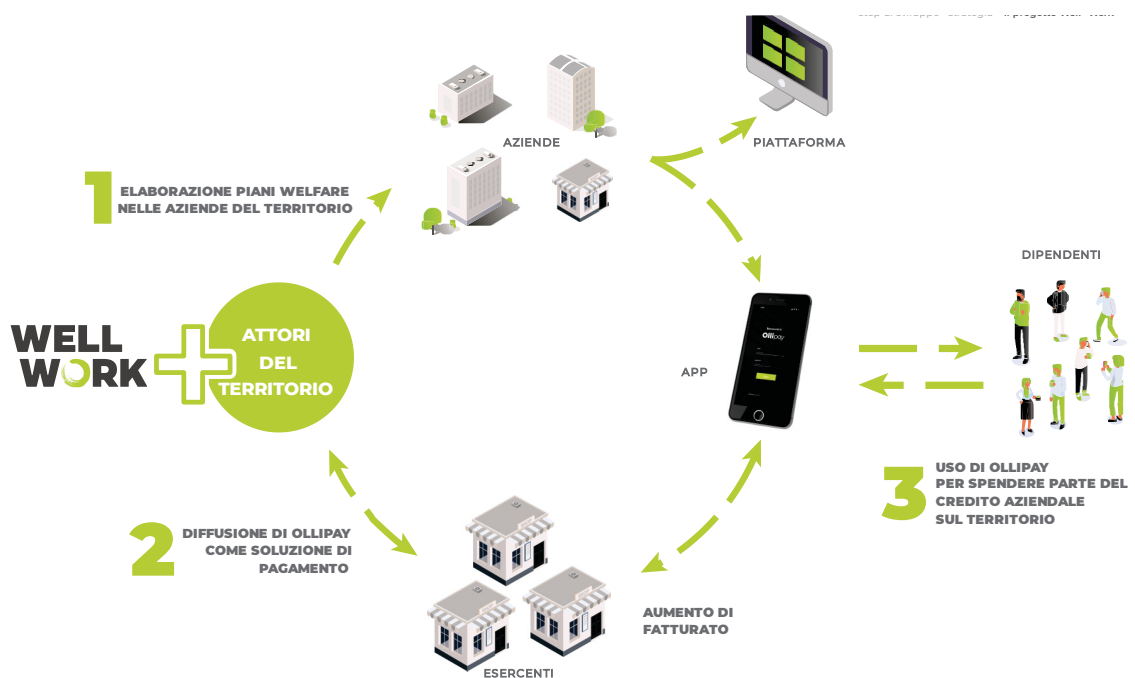 AZIENDE
PIATTAFORMA
1
ELABORAZIONE PIANI WELFARE
NELLE AZIENDE DEL TERRITORIO
DIPENDENTI
WELL
WORK
ATTORI
DEL
TERRITORIO
Ollipay
APP
3
USO DI OLLIPAY
PER SPENDERE PARTE DEL
CREDITO AZIENDALE
SUL TERRITORIO
2
DIFFUSIONE DI OLLIPAY
COME SOLUZIONE DI
PAGAMENTO
AUMENTO DI
FATTURATO
ESERCENTI